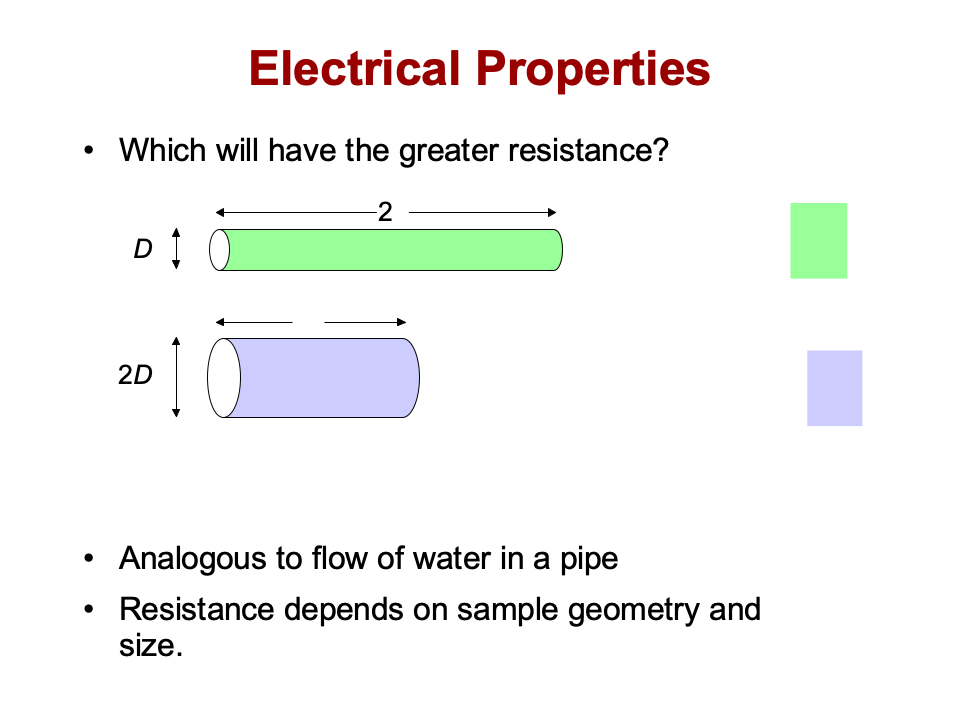 Electrical Properties
• Which will have the greater resistance?
2
D
2D
• Analogous to flow of water in a pipe
• Resistance depends on sample geometry and
size.